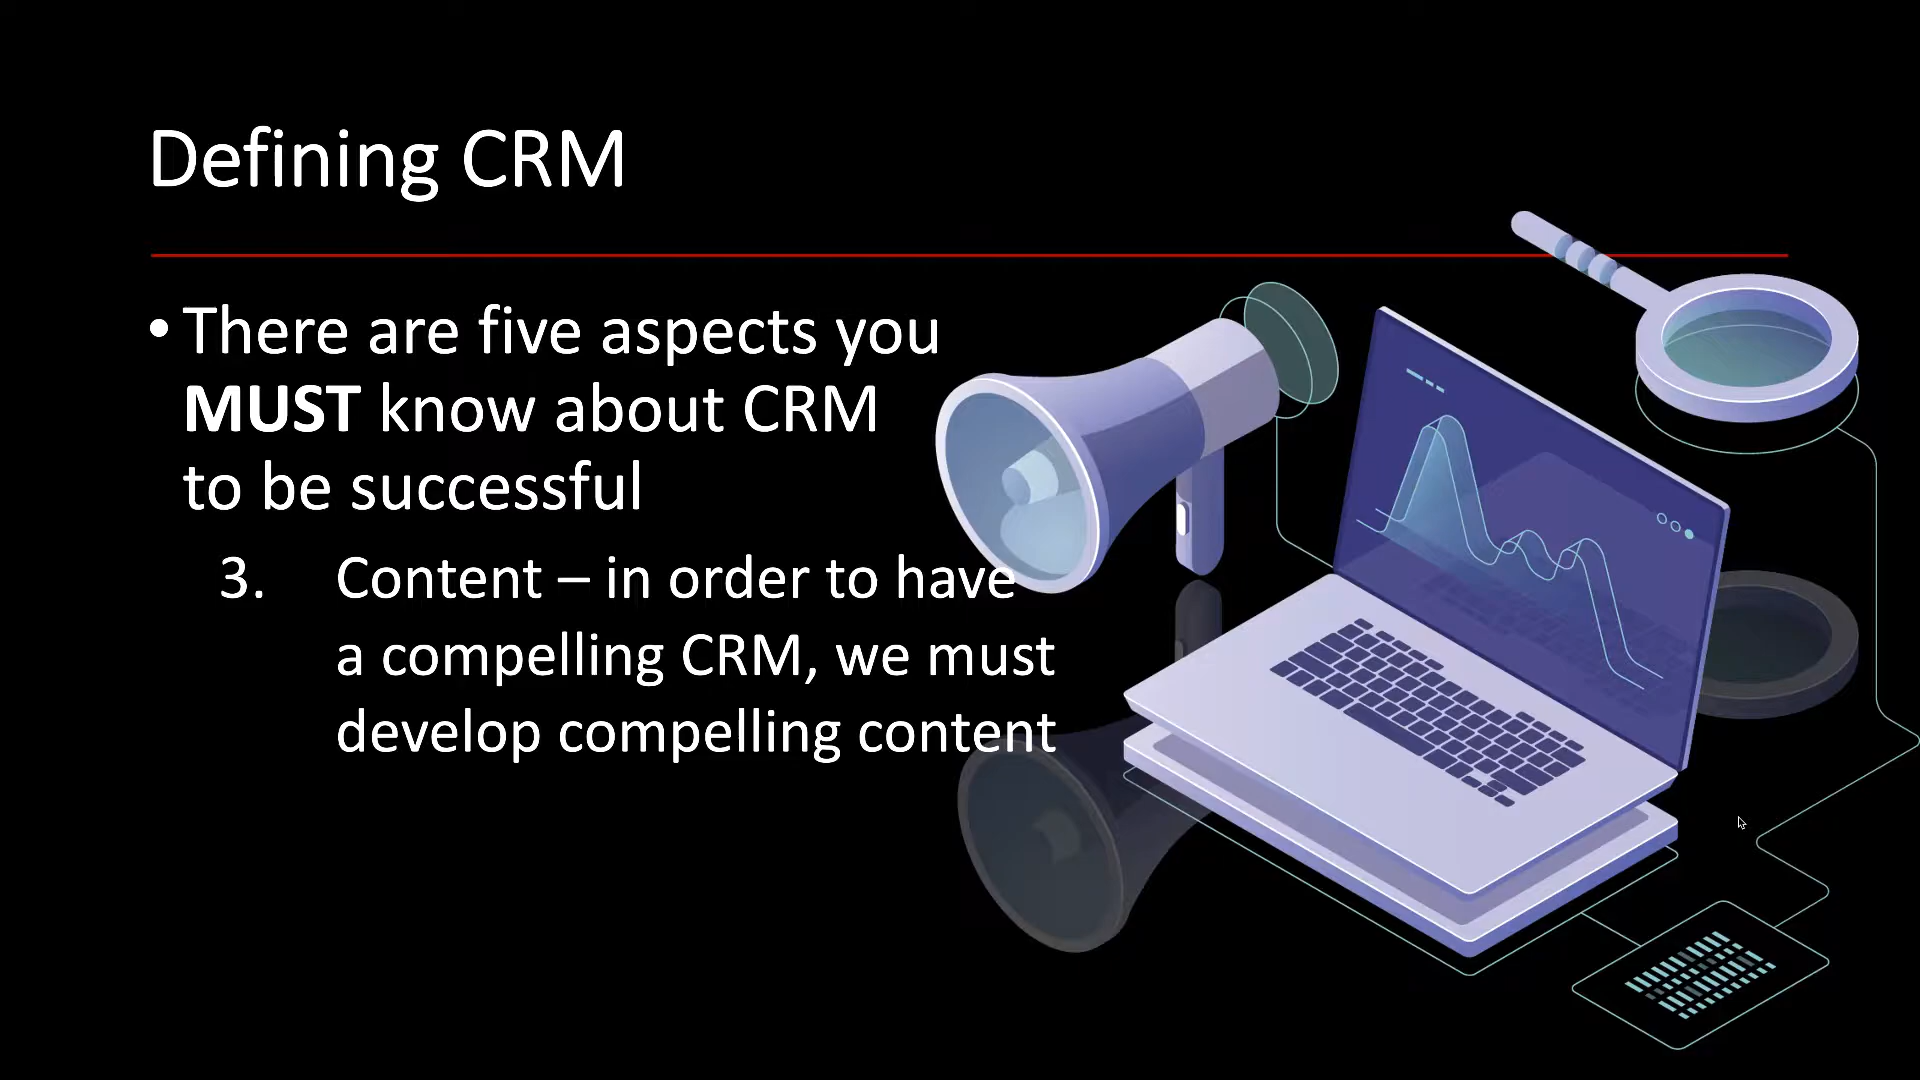 Defining CRM
• There are five aspects you
MUST know about CRM
to be successful
3. Content – in order to have
a compelling CRM, we must
develop compelling content